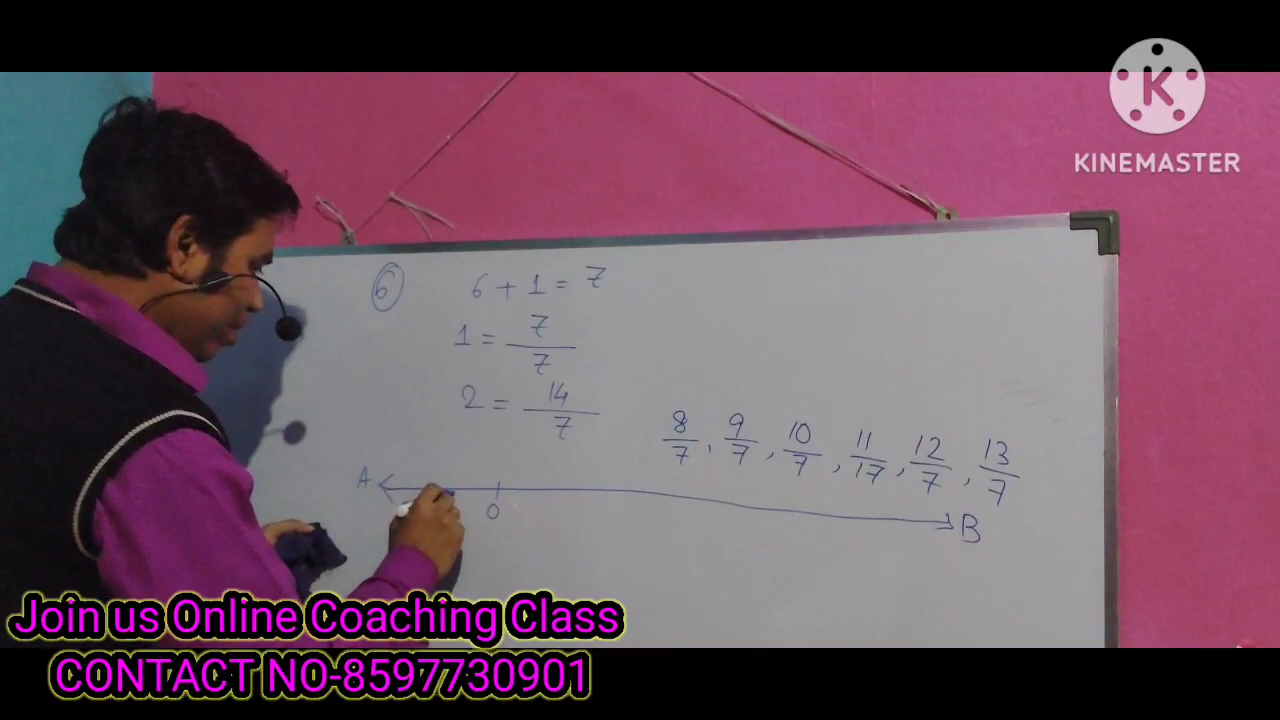 K
KINEMASTER
6 6 + 1 = 7
1 = 7/7
2 = 14/7
8/7, 9/7, 10/7, 11/17, 12/7, 13/7
A 0 B
Join us Online Coaching Class
CONTACT NO-8597730901